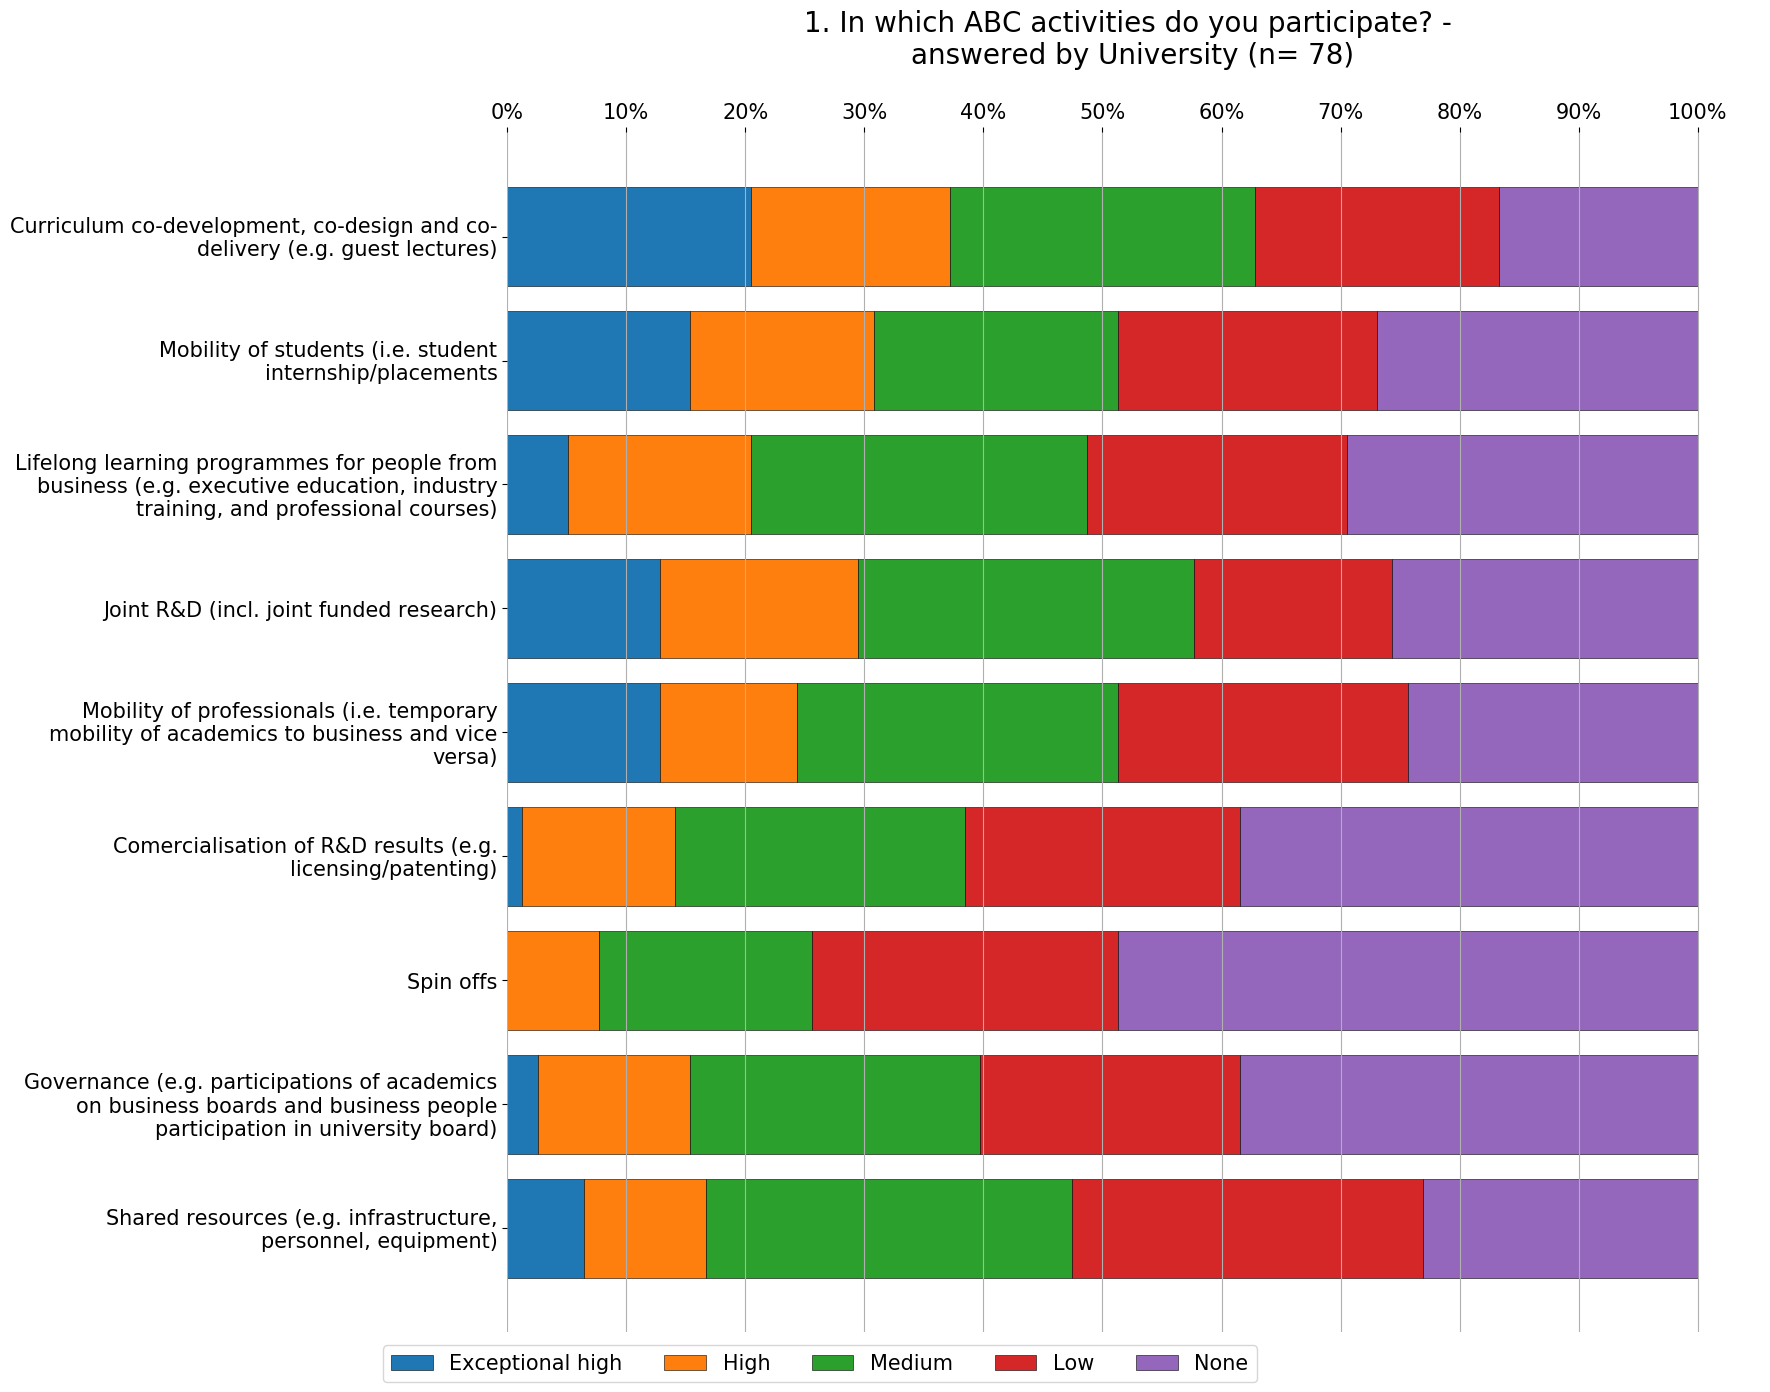 1. In which ABC activities do you participate? -
answered by University (n= 78)
0% 10% 20% 30% 40% 50% 60% 70% 80% 90% 100%
Curriculum co-development, co-design and co-
delivery (e.g. guest lectures)
Mobility of students (i.e. student
internship/placements
Lifelong learning programmes for people from
business (e.g. executive education, industry
training, and professional courses)
Joint R&D (incl. joint funded research)
Mobility of professionals (i.e. temporary
mobility of academics to business and vice
versa)
Comercialisation of R&D results (e.g.
licensing/patenting)
Spin offs
Governance (e.g. participations of academics
on business boards and business people
participation in university board)
Shared resources (e.g. infrastructure,
personnel, equipment)
Exceptional high High Medium Low None